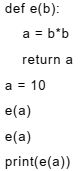 def e(b):
    a = b*b
    return a
a = 10
e(a)
e(a)
print(e(a))